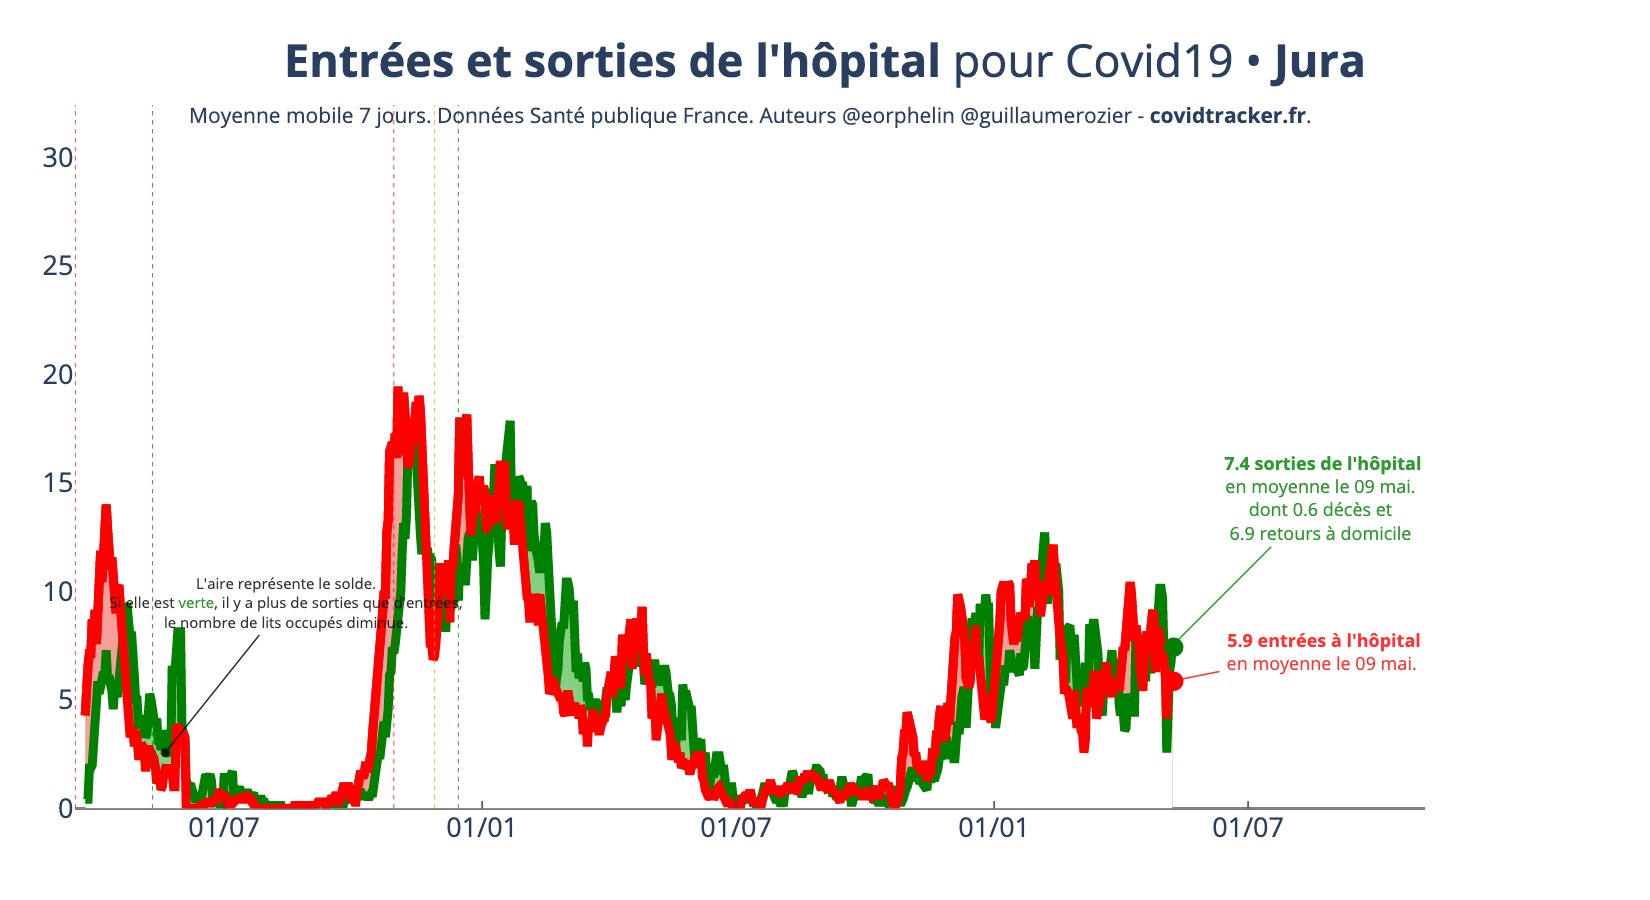 Entrées et sorties de l'hôpital pour Covid19 • Jura
Moyenne mobile 7 jours. Données Santé publique France. Auteurs @eorphelin @guillaumerozier - covidtracker.fr.
30
25
20
15
10
5
0
L'aire représente le solde.
Si elle est verte, il y a plus de sorties que d'entrées,
le nombre de lits occupés diminue.
7.4 sorties de l'hôpital
en moyenne le 09 mai.
dont 0.6 décès et
6.9 retours à domicile
5.9 entrées à l'hôpital
en moyenne le 09 mai.
01/07
01/01
01/07
01/01
01/07